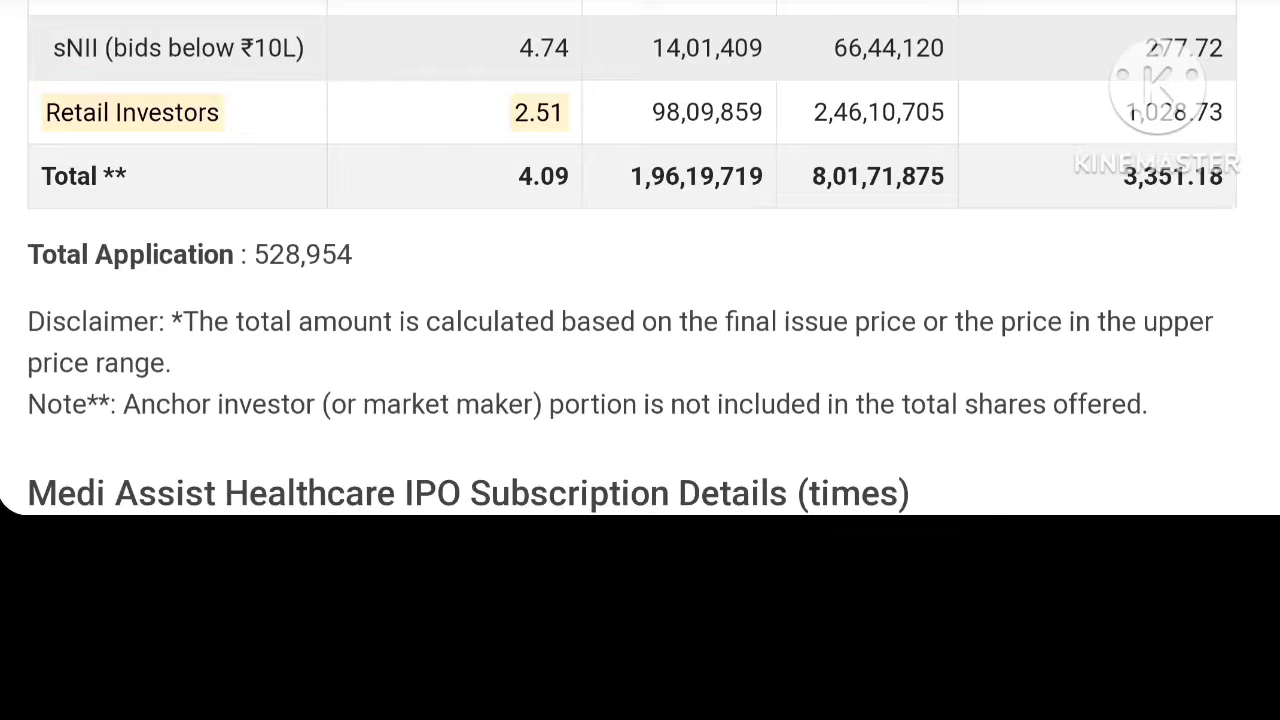 sNII (bids below ₹10L) 4.74 14,01,409 66,44,120 277.72
Retail Investors 2.51 98,09,859 2,46,10,705 1,028.73
K
KINEMASTER
Total ** 4.09 1,96,19,719 8,01,71,875 3,351.18
Total Application : 528,954
Disclaimer: *The total amount is calculated based on the final issue price or the price in the upper
price range.
Note**: Anchor investor (or market maker) portion is not included in the total shares offered.
Medi Assist Healthcare IPO Subscription Details (times)